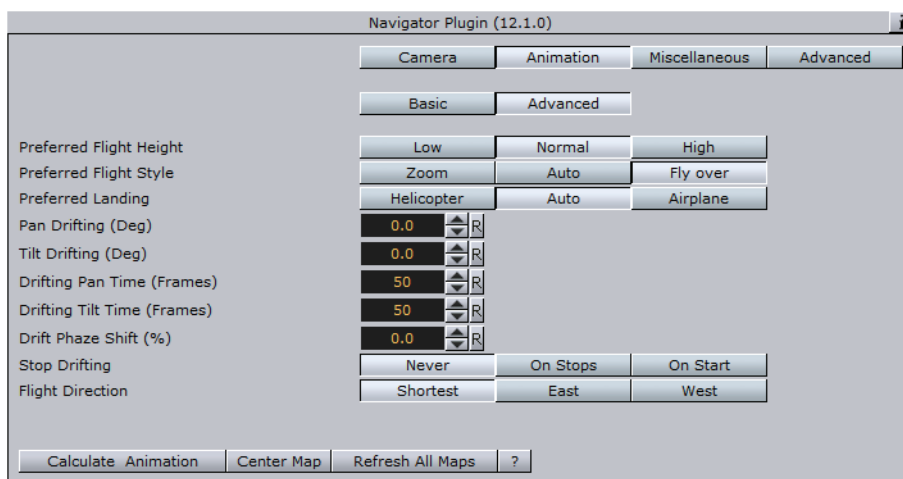 Navigator Plugin (12.1.0) i
Camera Animation Miscellaneous Advanced
Basic Advanced
Preferred Flight Height Low Normal High
Preferred Flight Style Zoom Auto Fly over
Preferred Landing Helicopter Auto Airplane
Pan Drifting (Deg) 0.0 R
Tilt Drifting (Deg) 0.0 R
Drifting Pan Time (Frames) 50 R
Drifting Tilt Time (Frames) 50 R
Drift Phaze Shift (%) 0.0 R
Stop Drifting Never On Stops On Start
Flight Direction Shortest East West
Calculate Animation Center Map Refresh All Maps ?